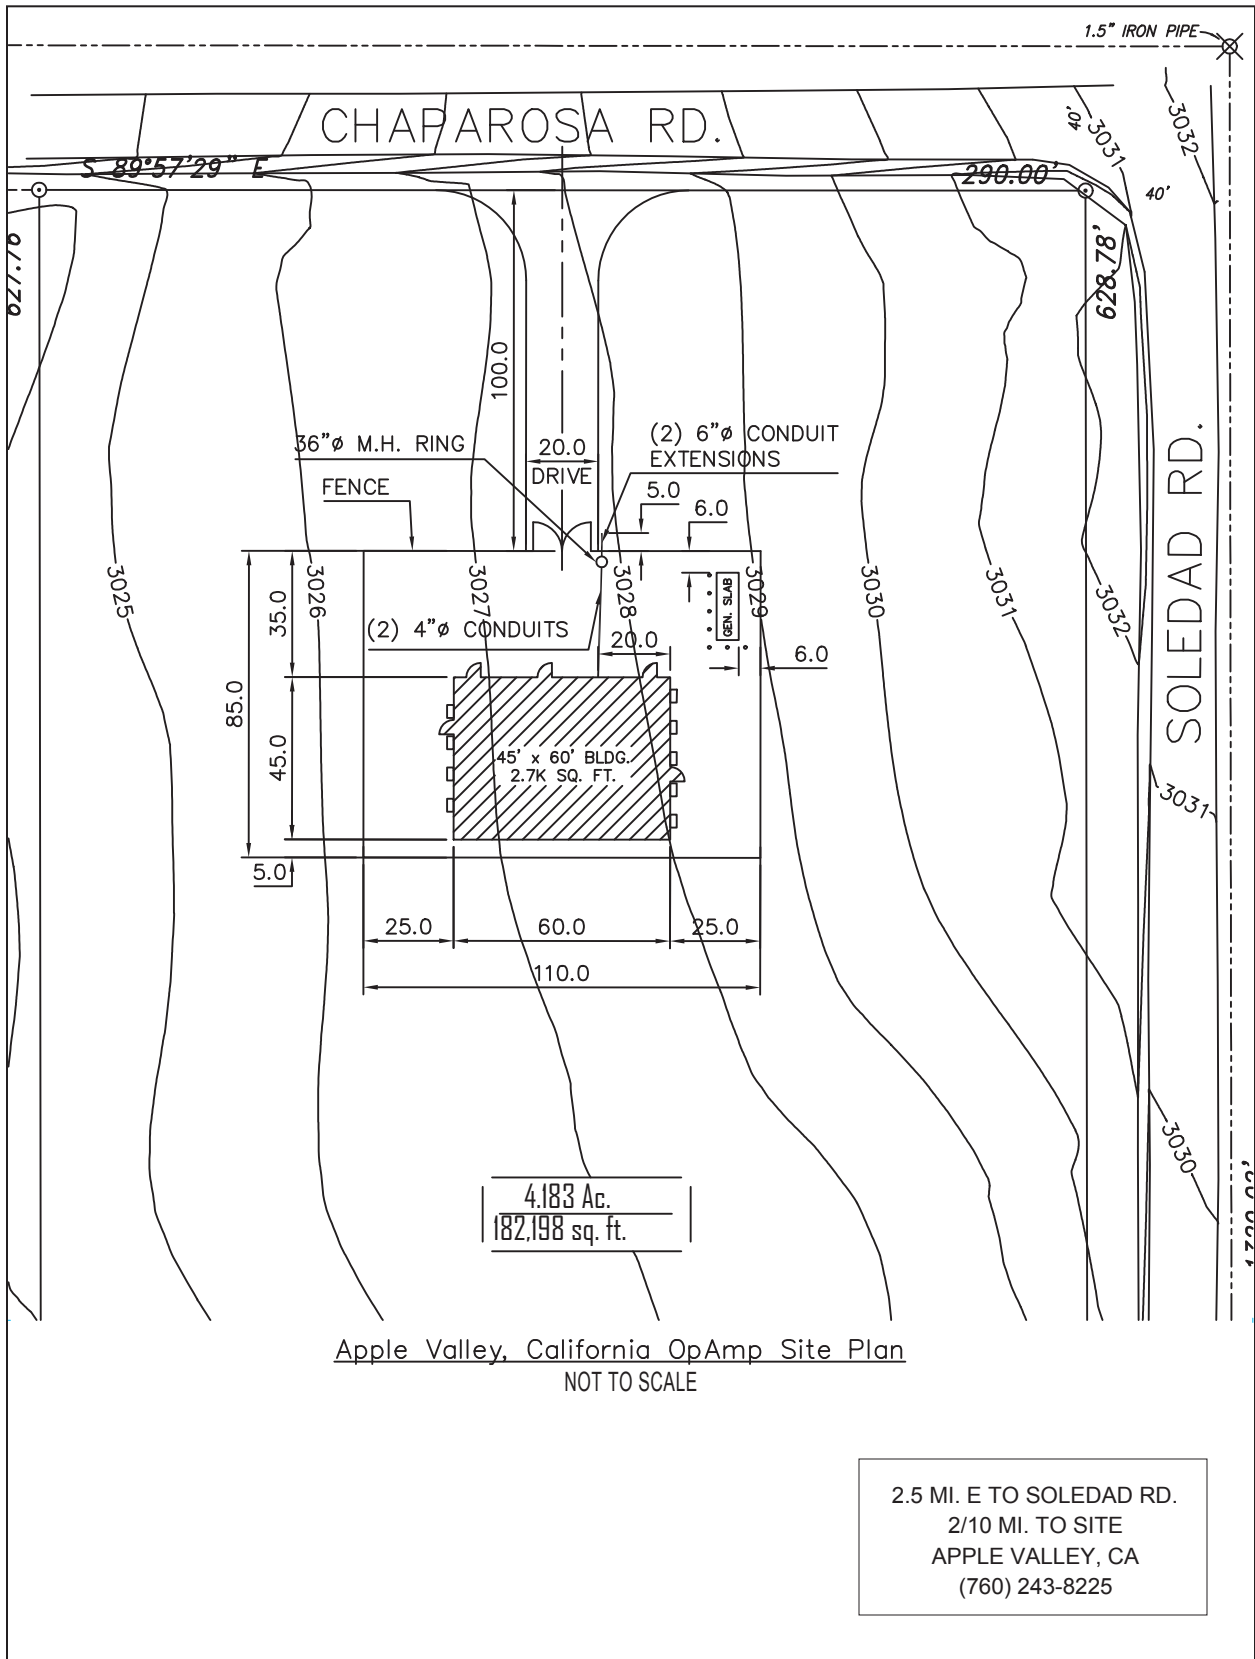 1.5" IRON PIPE
CHAPAROSA RD.
40'
3031
3032
S 89°57'29" E
290.00'
40'
627.76
628.78'
100.0
36"ø M.H. RING
20.0
DRIVE
(2) 6"ø CONDUIT
EXTENSIONS
FENCE
5.0
6.0
SOLEDAD RD.
3025
3026
3027
3028
3029
3030
3031
3032
35.0
GEN. SLAB
(2) 4"ø CONDUITS
20.0
6.0
85.0
45.0
45' x 60' BLDG.
2.7K SQ. FT.
3031
5.0
25.0
60.0
25.0
110.0
3030
4.183 Ac.
182,198 sq. ft.
Apple Valley, California OpAmp Site Plan
NOT TO SCALE
2.5 MI. E TO SOLEDAD RD.
2/10 MI. TO SITE
APPLE VALLEY, CA
(760) 243-8225